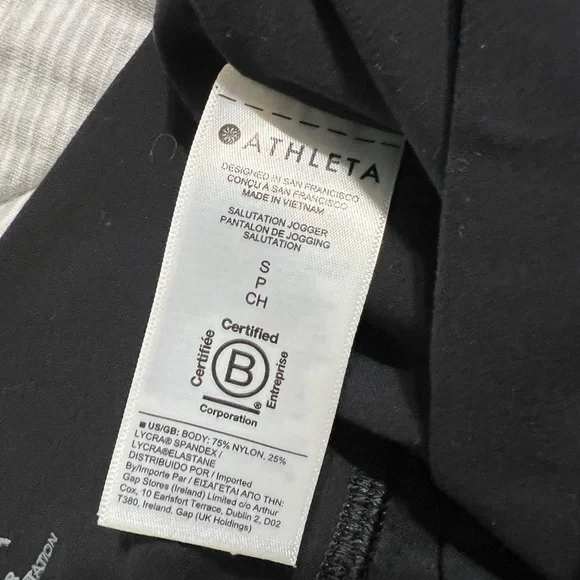 ATHLETA
DESIGNED IN SAN FRANCISCO
CONÇU À SAN FRANCISCO
MADE IN VIETNAM
SALUTATION JOGGER
PANTALON DE JOGGING
SALUTATION
S
P
CH
Certified
Certifiée
Entreprise
B
®
Corporation
US/GB: BODY: 75% NYLON, 25%
LYCRA® SPANDEX /
LYCRA®ELASTANE
DISTRIBUIDO POR /
By/Importe Par / ΕΙΣΑΓΕΤΑΙ ΑΠΟ ΤΗΝ:
Gap Stores (Ireland) Limited c/o Arthur
Cox, 10 Earlsfort Terrace, Dublin 2, D02
T380, Ireland, Gap (UK Holdings)